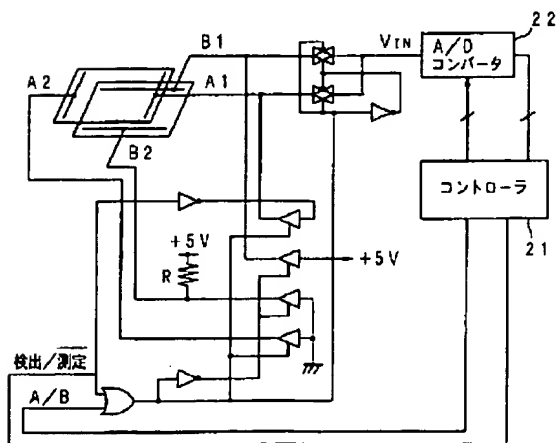 22
B1
VIN
A/D
コンバータ
A2
A1
B2
コントローラ
21
+5V
R
+5V
検出/測定
A/B